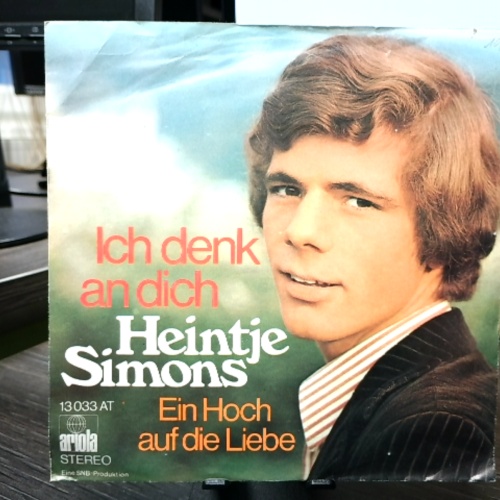 Ich denk
an dich
Heintje
Simons
13 033 AT
Ein Hoch
auf die Liebe
ariola
STEREO
Eine SNB-Produktion